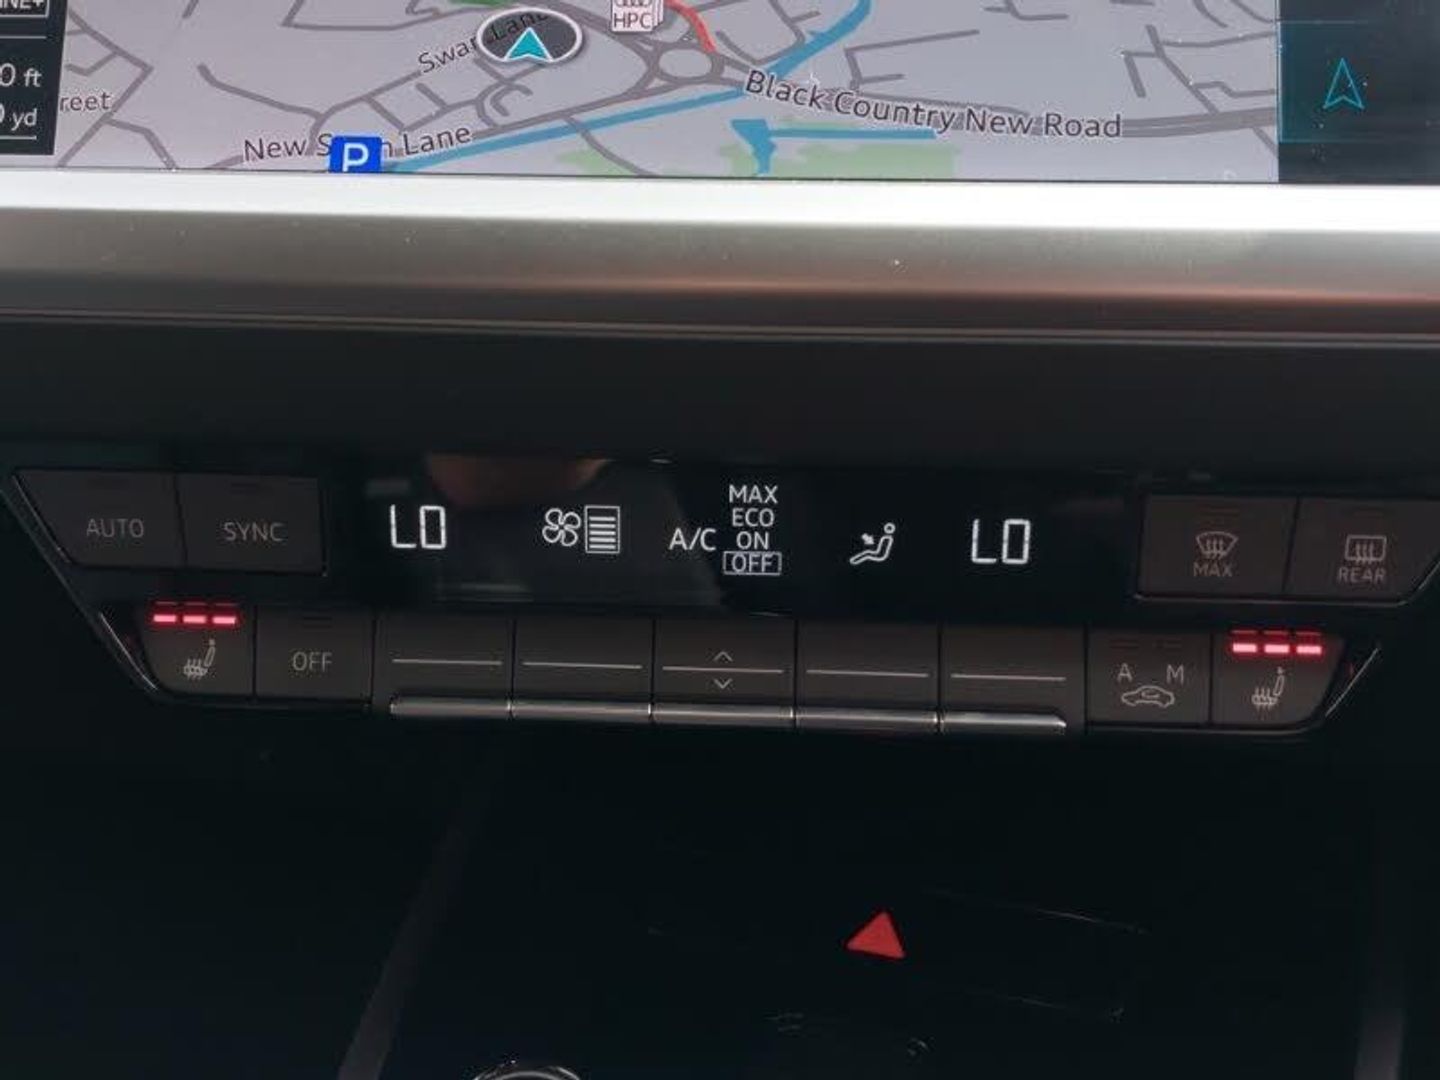 HPC
0 ft
yd
reet
Swan Lane
Black Country New Road
New S n Lane
P
AUTO
SYNC
LO
A/C
MAX
ECO
ON
OFF
LO
MAX
REAR
OFF
A M